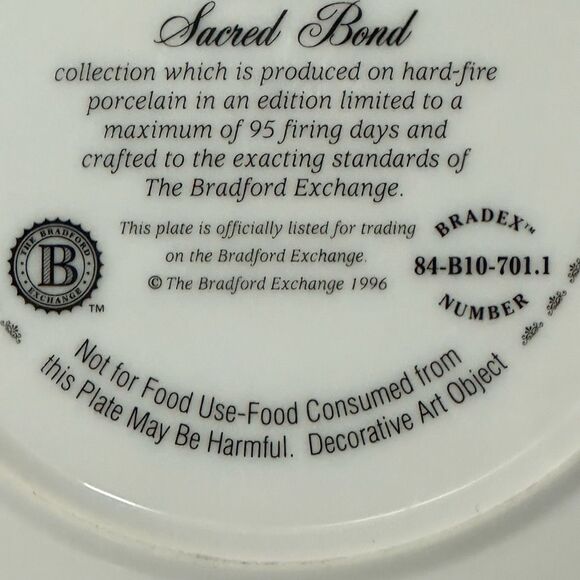 Sacred Bond
collection which is produced on hard-fire
porcelain in an edition limited to a
maximum of 95 firing days and
crafted to the exacting standards of
The Bradford Exchange.
This plate is officially listed for trading
on the Bradford Exchange.
© The Bradford Exchange 1996
THE BRADFORD
B
EXCHANGE
TM
BRADEX™
84-B10-701.1
NUMBER
Not for Food Use-Food Consumed from
this Plate May Be Harmful. Decorative Art Object